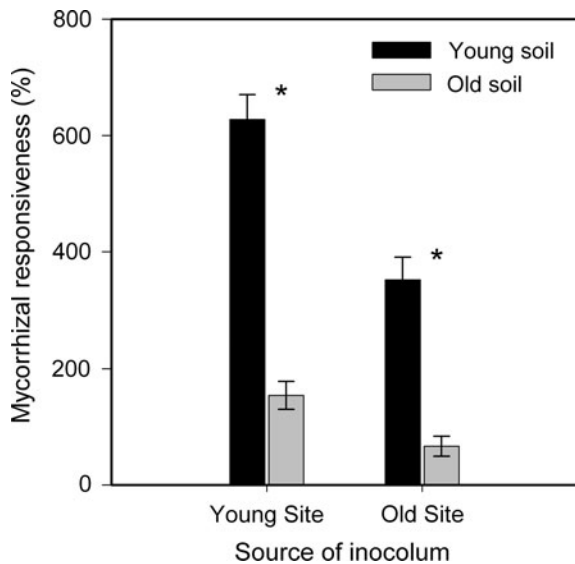 800
600
400
200
0
Mycorrhizal responsiveness (%)
Young soil
Old soil
*
*
Young Site Old Site
Source of inocolum